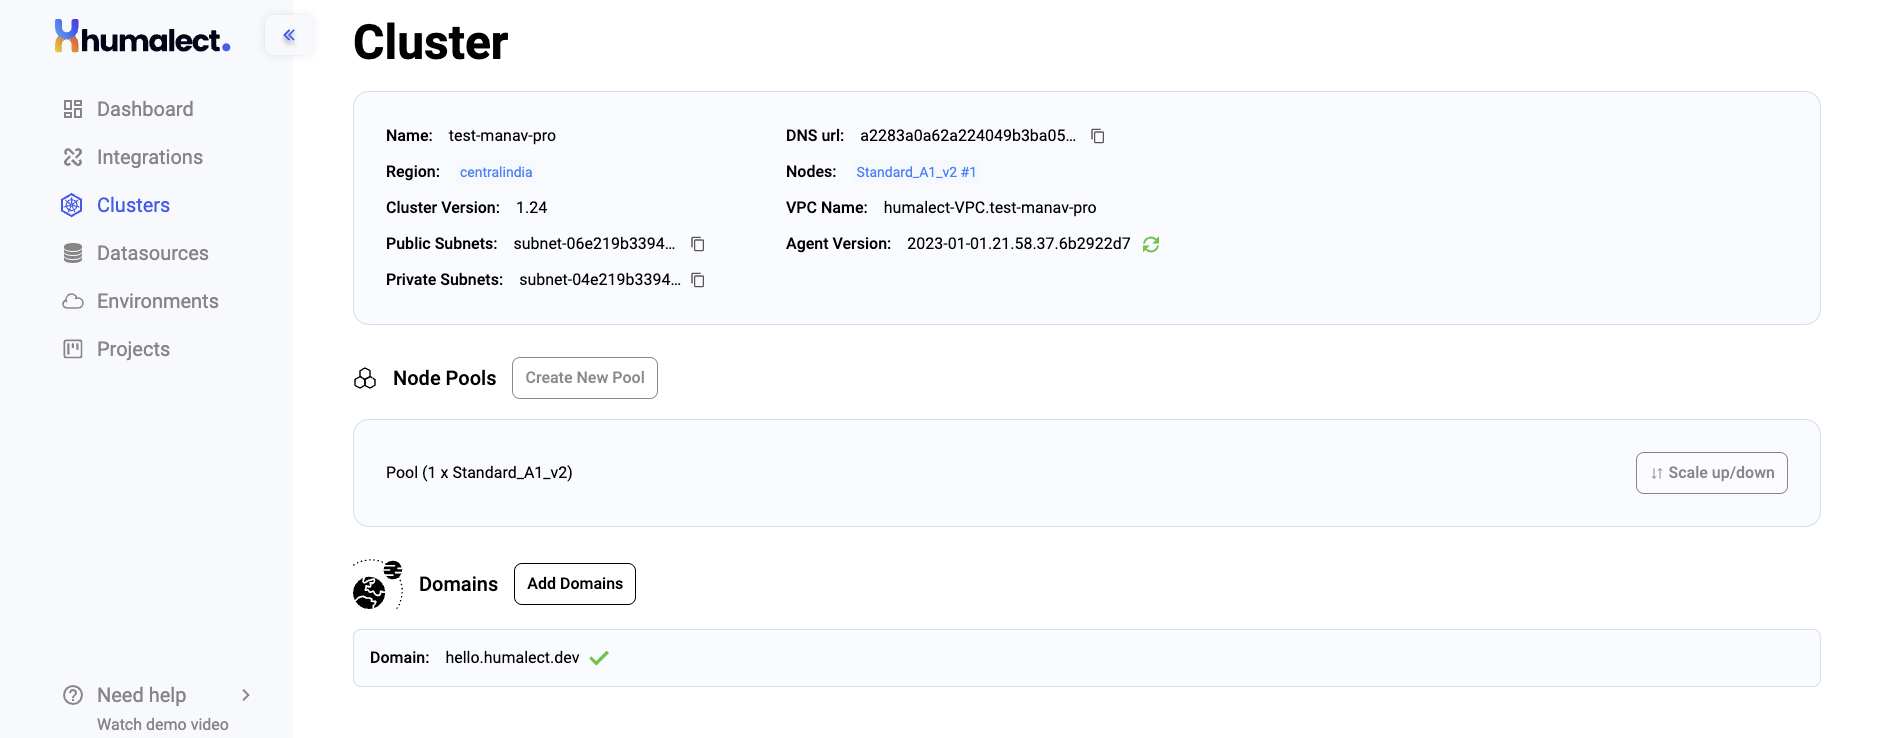 humalect.
Dashboard
Integrations
Clusters
Datasources
Environments
Projects
Need help
Watch demo video
Cluster
Name: test-manav-pro
Region: centralindia
Cluster Version: 1.24
Public Subnets: subnet-06e219b3394...
Private Subnets: subnet-04e219b3394...
DNS url: a2283a0a62a224049b3ba05...
Nodes: Standard_A1_v2 #1
VPC Name: humalect-VPC.test-manav-pro
Agent Version: 2023-01-01.21.58.37.6b2922d7
Node Pools Create New Pool
Pool (1 x Standard_A1_v2) Scale up/down
Domains Add Domains
Domain: hello.humalect.dev